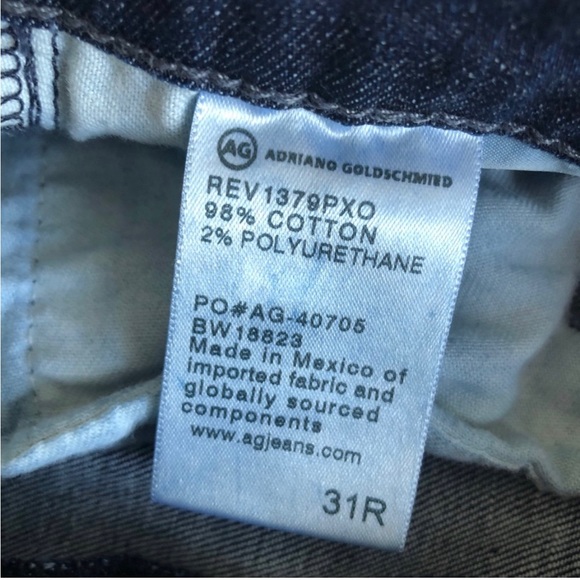 AG ADRIANO GOLDSCHMIED
REV1379PXO
98% COTTON
2% POLYURETHANE
PO#AG-40705
BW18823
Made in Mexico of
imported fabric and
globally sourced
components
www.agjeans.com
31R